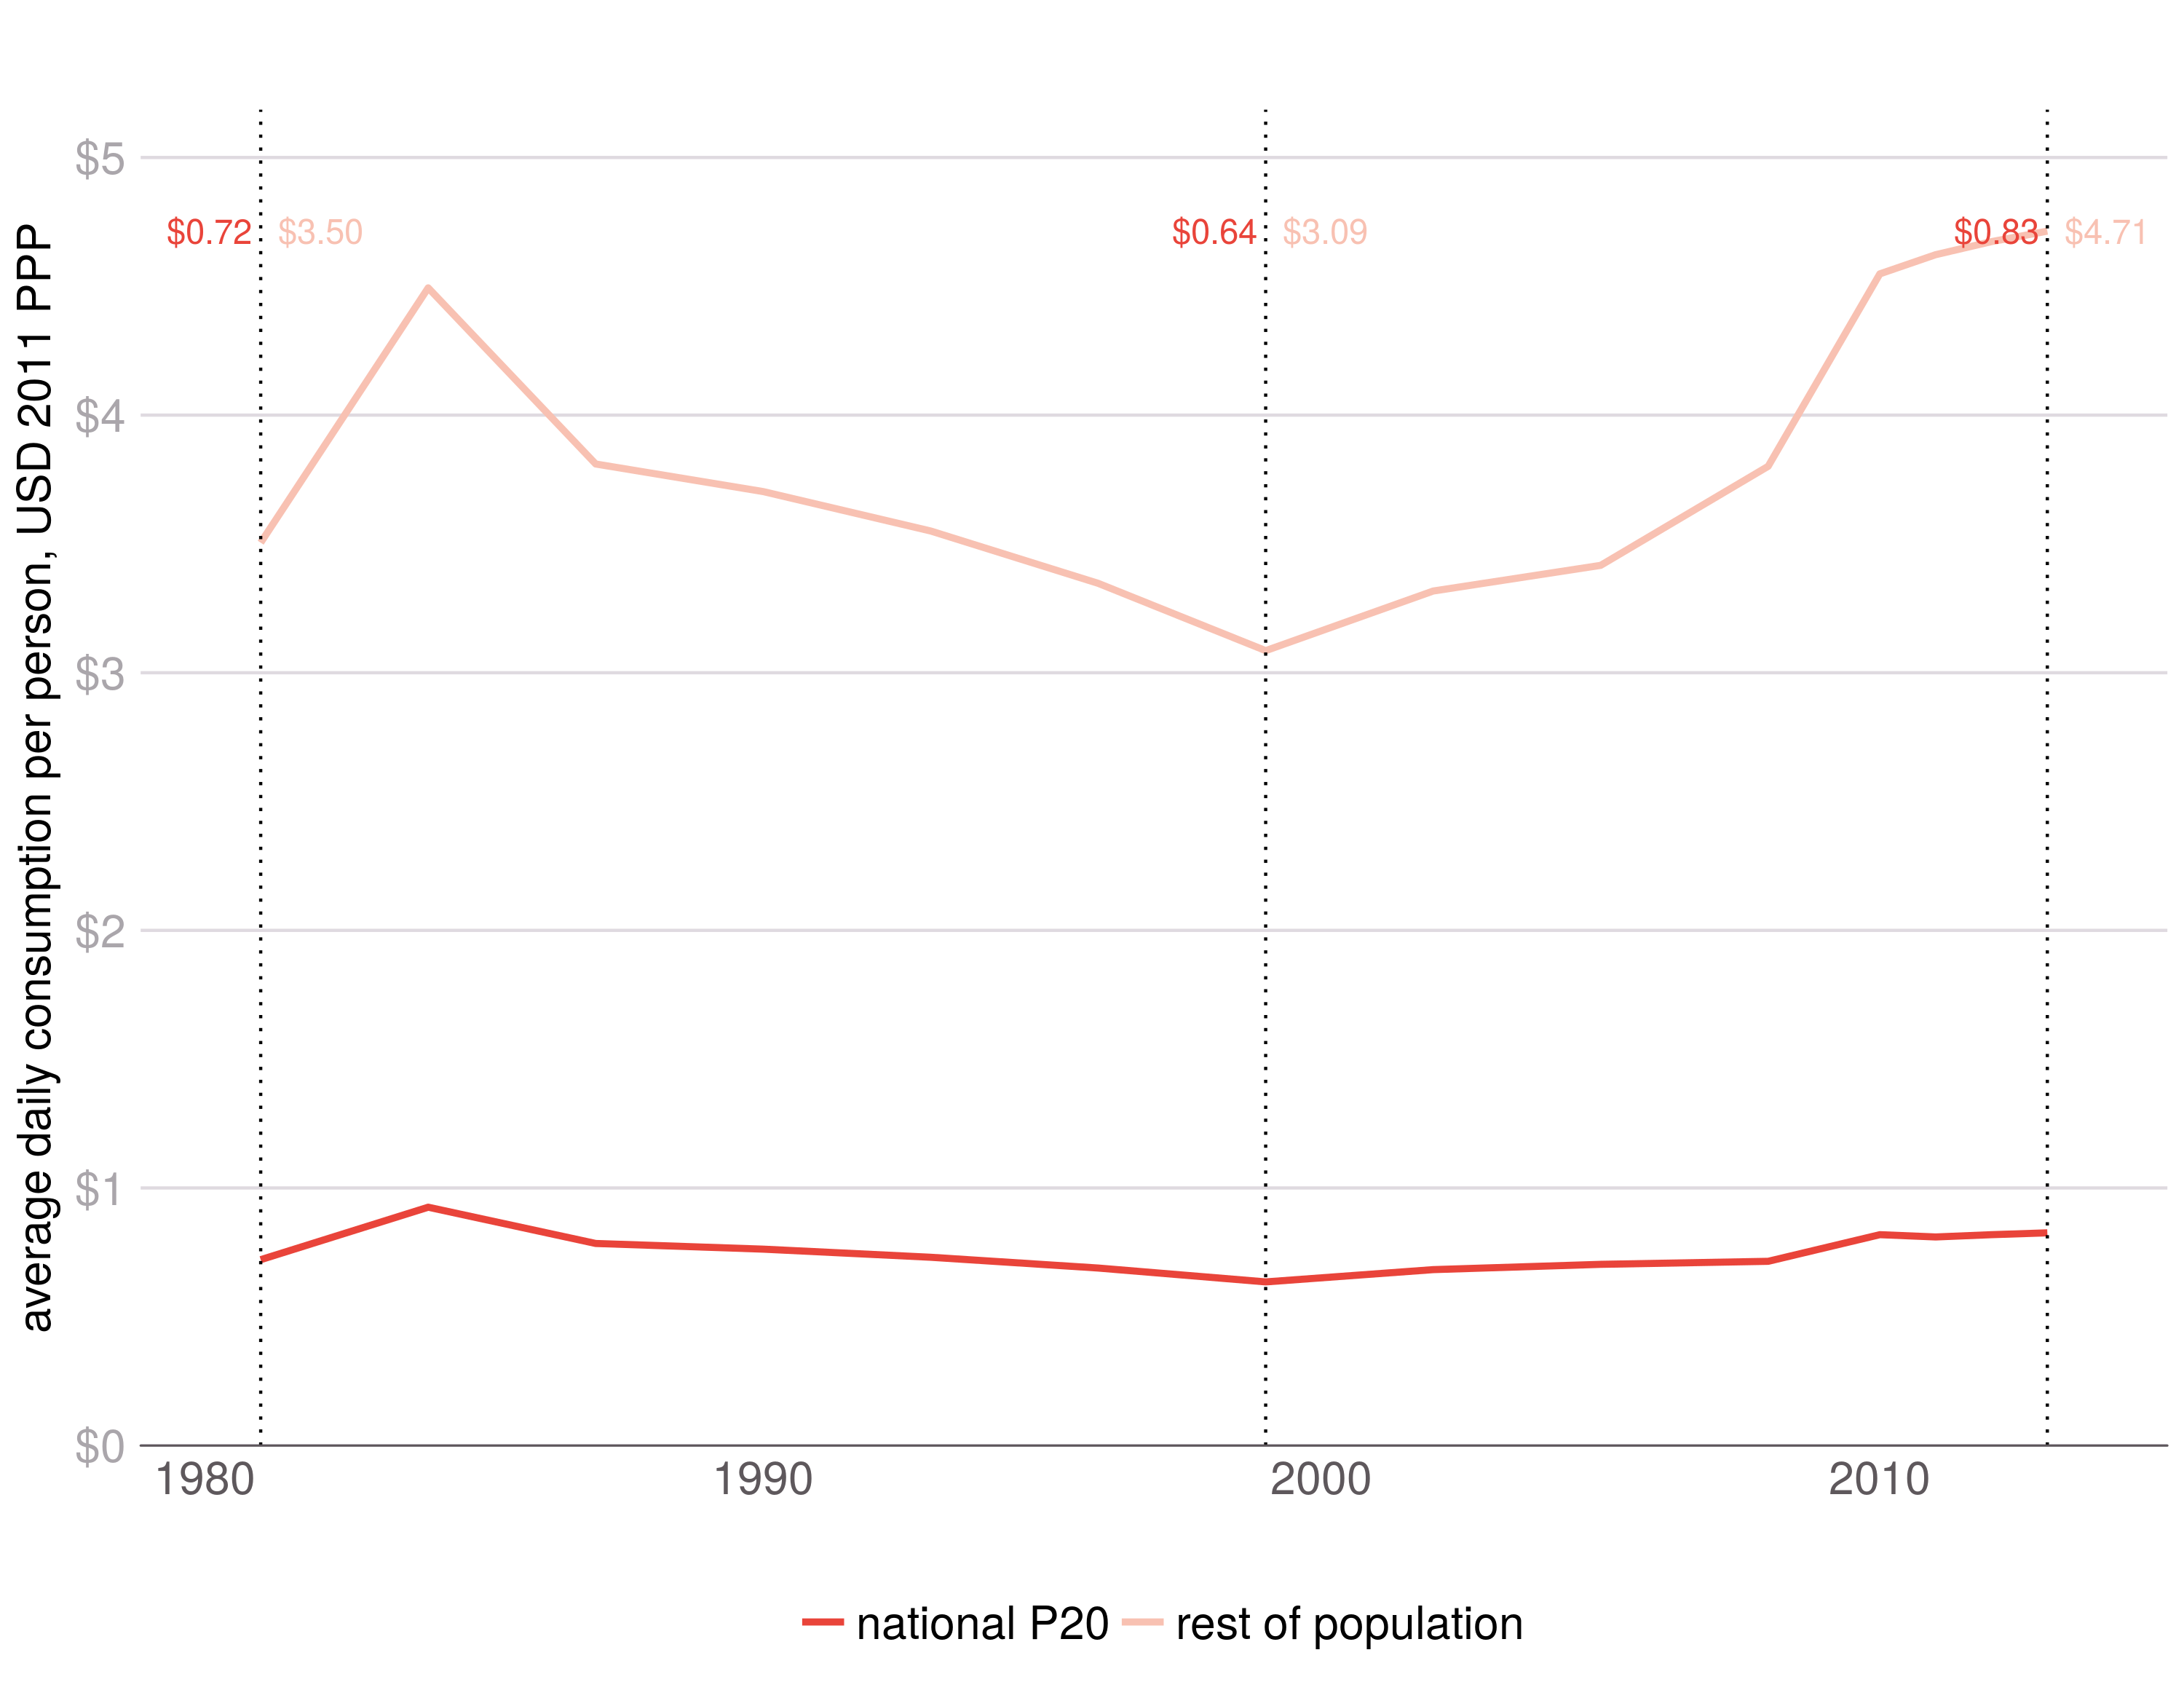 average daily consumption per person, USD 2011 PPP
$5
$0.72 $3.50 $0.64 $3.09 $0.83 $4.71
$4
$3
$2
$1
$0
1980 1990 2000 2010
national P20 rest of population